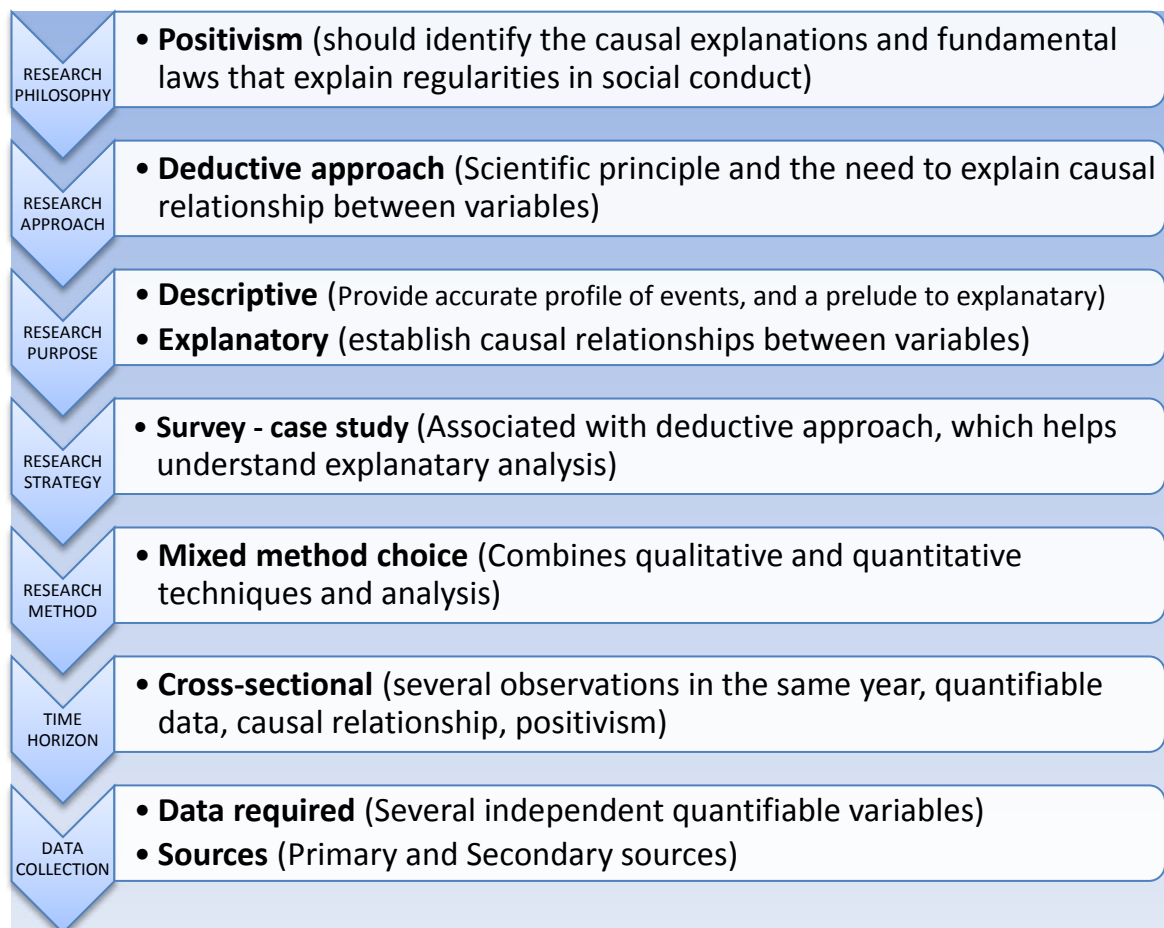 RESEARCH
PHILOSOPHY
• Positivism (should identify the causal explanations and fundamental
laws that explain regularities in social conduct)
RESEARCH
APPROACH
• Deductive approach (Scientific principle and the need to explain causal
relationship between variables)
RESEARCH
PURPOSE
• Descriptive (Provide accurate profile of events, and a prelude to explanatary)
• Explanatory (establish causal relationships between variables)
RESEARCH
STRATEGY
• Survey - case study (Associated with deductive approach, which helps
understand explanatary analysis)
RESEARCH
METHOD
• Mixed method choice (Combines qualitative and quantitative
techniques and analysis)
TIME
HORIZON
• Cross-sectional (several observations in the same year, quantifiable
data, causal relationship, positivism)
DATA
COLLECTION
• Data required (Several independent quantifiable variables)
• Sources (Primary and Secondary sources)